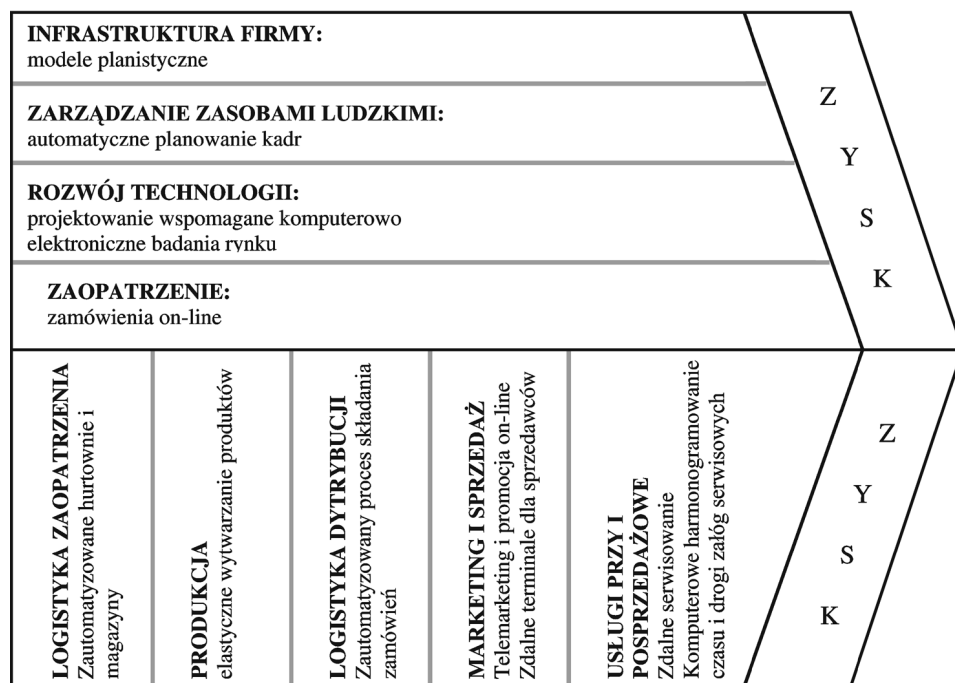 INFRASTRUKTURA FIRMY:
modele planistyczne
ZARZĄDZANIE ZASOBAMI LUDZKIMI:
automatyczne planowanie kadr
ROZWÓJ TECHNOLOGII:
projektowanie wspomagane komputerowo
elektroniczne badania rynku
ZAOPATRZENIE:
zamówienia on-line
Z
Y
S
K
LOGISTYKA ZAOPATRZENIA
Zautomatyzowane hurtownie i
magazyny
PRODUKCJA
elastyczne wytwarzanie produktów
LOGISTYKA DYTRYBUCJI
Zautomatyzowany proces składania
zamówień
MARKETING I SPRZEDAŻ
Telemarketing i promocja on-line
Zdalne terminale dla sprzedawców
USŁUGI PRZY I
POSPRZEDAŻOWE
Zdalne serwisowanie
Komputerowe harmonogramowanie
czasu i drogi załóg serwisowych
Z
Y
S
K